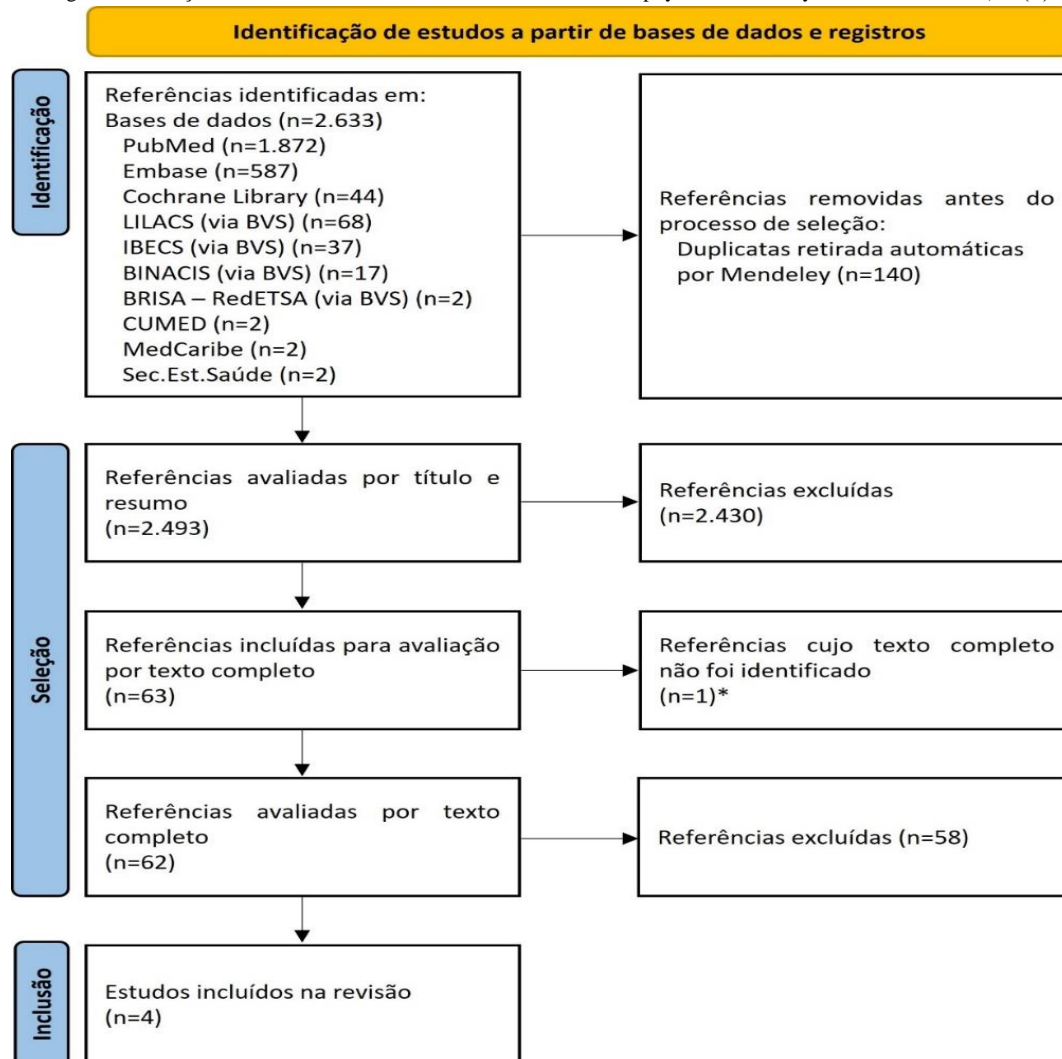 Identificação de estudos a partir de bases de dados e registros
Identificação
Referências identificadas em:
Bases de dados (n=2.633)
PubMed (n=1.872)
Embase (n=587)
Cochrane Library (n=44)
LILACS (via BVS) (n=68)
IBECS (via BVS) (n=37)
BINACIS (via BVS) (n=17)
BRISA – RedETSA (via BVS) (n=2)
CUMED (n=2)
MedCaribe (n=2)
Sec.Est.Saúde (n=2)
Referências removidas antes do
processo de seleção:
Duplicatas retirada automáticas
por Mendeley (n=140)
Seleção
Referências avaliadas por título e
resumo
(n=2.493)
Referências excluídas
(n=2.430)
Referências incluídas para avaliação
por texto completo
(n=63)
Referências cujo texto completo
não foi identificado
(n=1)*
Referências avaliadas por texto
completo
(n=62)
Referências excluídas (n=58)
Inclusão
Estudos incluídos na revisão
(n=4)